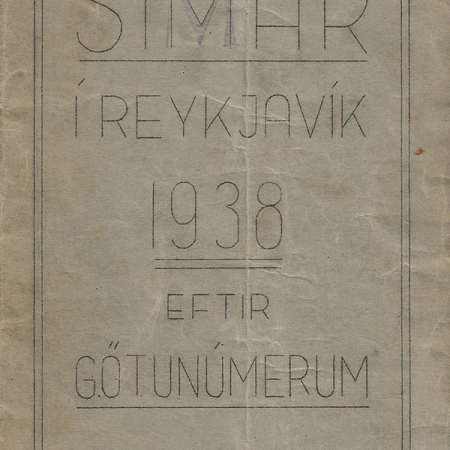 SÍMAR
Í REYKJAVÍK
1938
EFTIR
GÖTUNÚMERUM